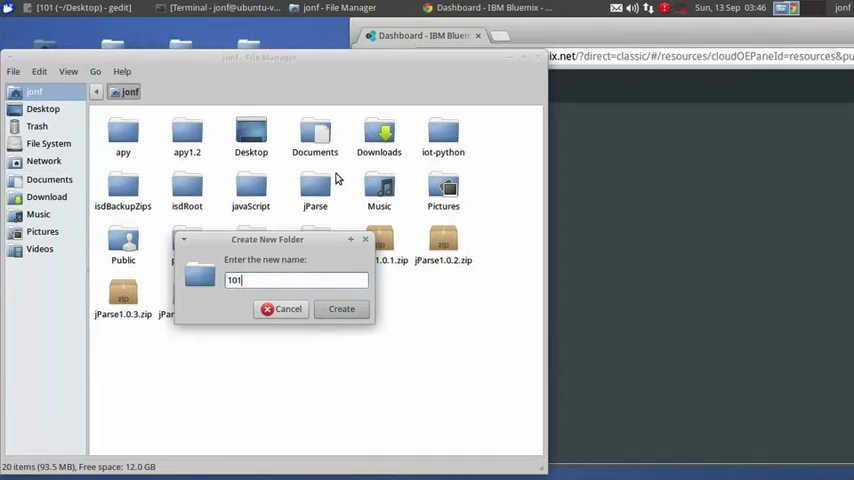 [101 (~/Desktop) - gedit]
[Terminal - jonf@ubuntu-v...
jonf - File Manager
Dashboard - IBM Bluemix -...
Sun, 13 Sep 03:46
jonf
Dashboard - IBM Bluem
jonf - File Manager
ix.net/?direct=classic/#/resources/cloudOEPaneId=resources&pu
File Edit View Go Help
jonf
Desktop
Trash
File System
Network
Documents
Download
Music
Pictures
Videos
jonf
apy
apy1.2
Desktop
Documents
Downloads
iot-python
isdBackupZips
isdRoot
javaScript
jParse
Music
Pictures
Public
1.0.1.zip
jParse1.0.2.zip
jParse1.0.3.zip
jPar
zip
zip
zip
Create New Folder
Enter the new name:
101
Cancel
Create
20 items (93.5 MB), Free space: 12.0 GB